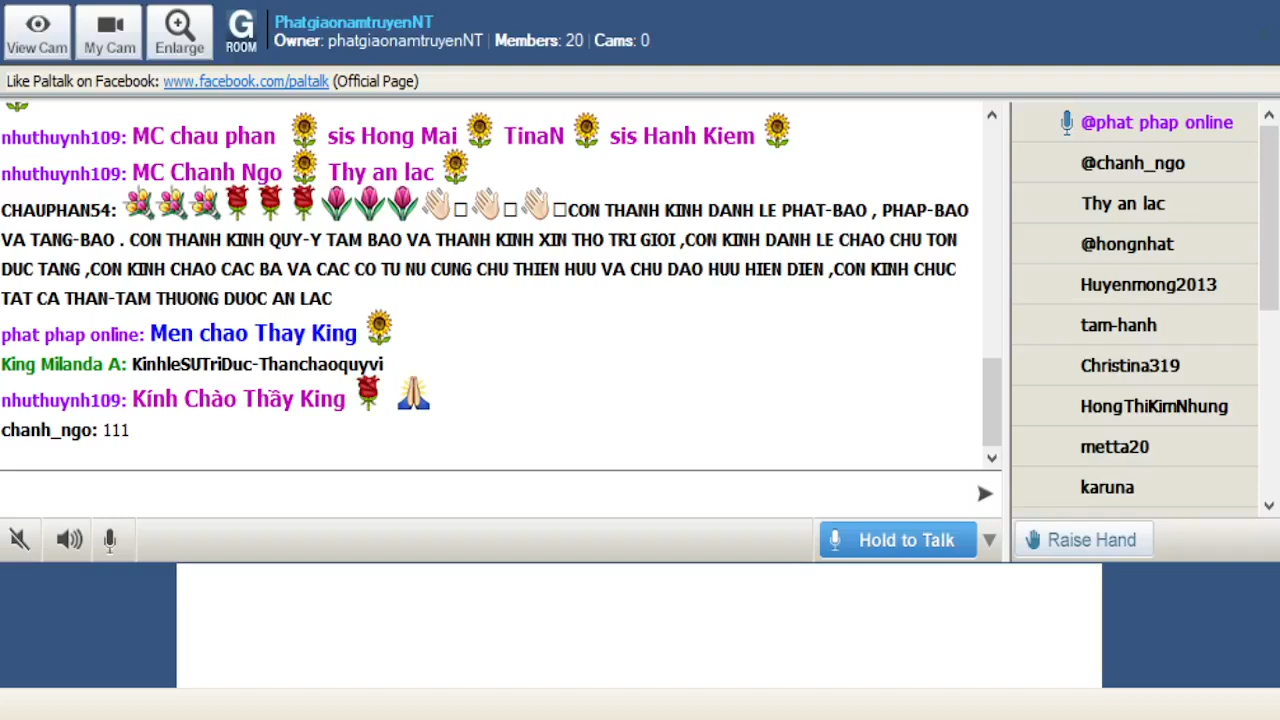 View Cam
My Cam
Enlarge
G
ROOM
PhatgiaonamtruyenNT
Owner: phatgiaonamtruyenNT | Members: 20 | Cams: 0
Like Paltalk on Facebook: www.facebook.com/paltalk (Official Page)
nhuthuynh109: MC chau phan sis Hong Mai TinaN sis Hanh Kiem
nhuthuynh109: MC Chanh Ngo Thy an lac
CHAUPHAN54: CON THANH KINH DANH LE PHAT-BAO , PHAP-BAO
VA TANG-BAO . CON THANH KINH QUY-Y TAM BAO VA THANH KINH XIN THO TRI GIOI ,CON KINH DANH LE CHAO CHU TON
DUC TANG ,CON KINH CHAO CAC BA VA CAC CO TU NU CUNG CHU THIEN HUU VA CHU DAO HUU HIEN DIEN ,CON KINH CHUC
TAT CA THAN-TAM THUONG DUOC AN LAC
phat phap online: Men chao Thay King
King Milanda A: KinhleSUTriDuc-Thanchaoquyvi
nhuthuynh109: Kính Chào Thầy King
chanh_ngo: 111
@phat phap online
@chanh_ngo
Thy an lac
@hongnhat
Huyenmong2013
tam-hanh
Christina319
HongThiKimNhung
metta20
karuna
Hold to Talk
Raise Hand